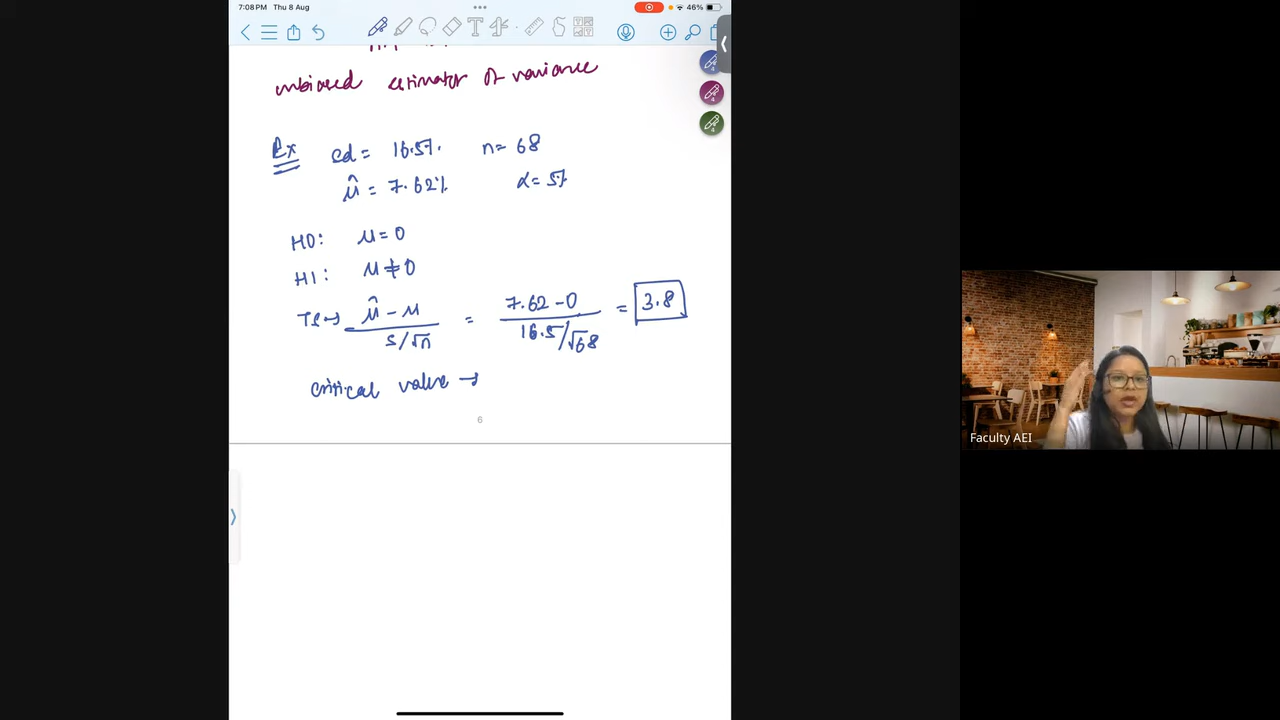 7:08 PM Thu 8 Aug
46%
unbiased estimator of variance
Ex sd = 16.5%. n = 68
μ̂ = 7.62% α = 5%
H0: μ = 0
H1: μ ≠ 0
TS → μ̂ - μ / s/√n = 7.62 - 0 / 16.5/√68 = 3.8
critical value →
6
Faculty AEI